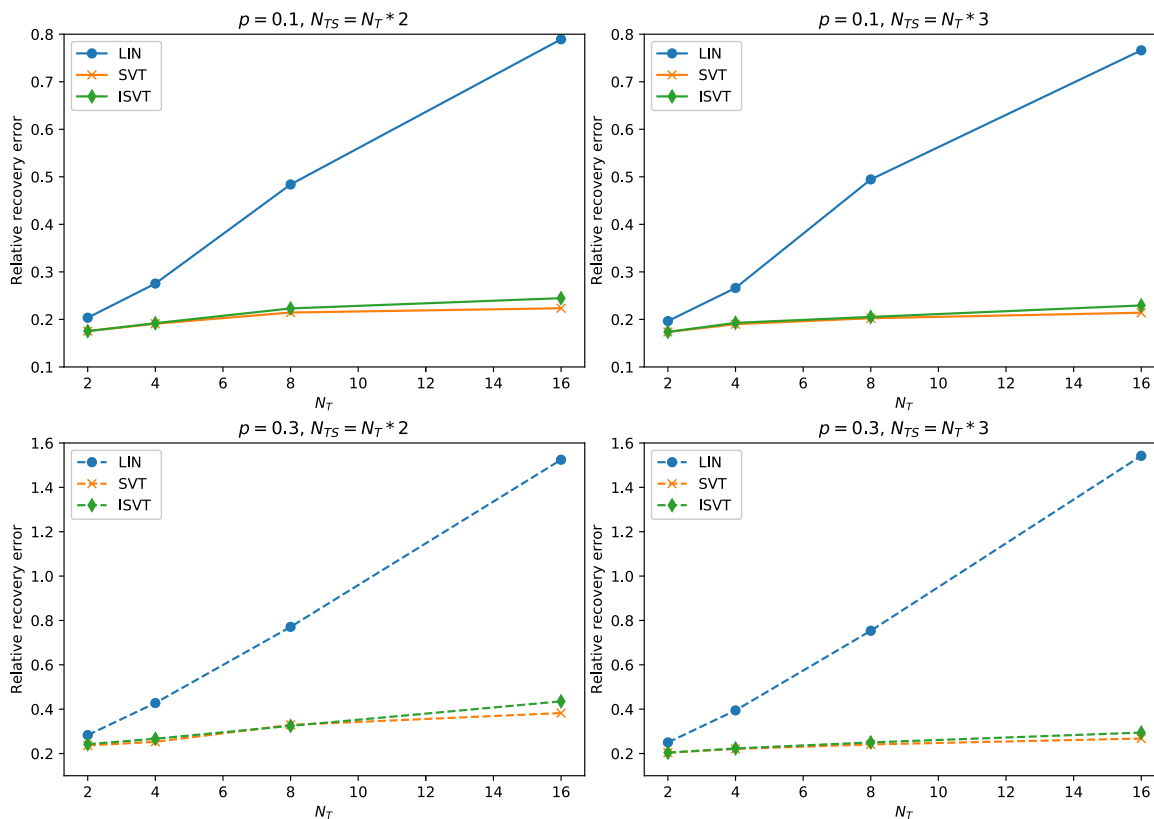 p = 0.1, N_TS = N_T * 2
LIN
SVT
ISVT
Relative recovery error
0.8
0.7
0.6
0.5
0.4
0.3
0.2
0.1
2 4 6 8 10 12 14 16
N_T
p = 0.1, N_TS = N_T * 3
LIN
SVT
ISVT
Relative recovery error
0.8
0.7
0.6
0.5
0.4
0.3
0.2
0.1
2 4 6 8 10 12 14 16
N_T
p = 0.3, N_TS = N_T * 2
LIN
SVT
ISVT
Relative recovery error
1.6
1.4
1.2
1.0
0.8
0.6
0.4
0.2
2 4 6 8 10 12 14 16
N_T
p = 0.3, N_TS = N_T * 3
LIN
SVT
ISVT
Relative recovery error
1.6
1.4
1.2
1.0
0.8
0.6
0.4
0.2
2 4 6 8 10 12 14 16
N_T